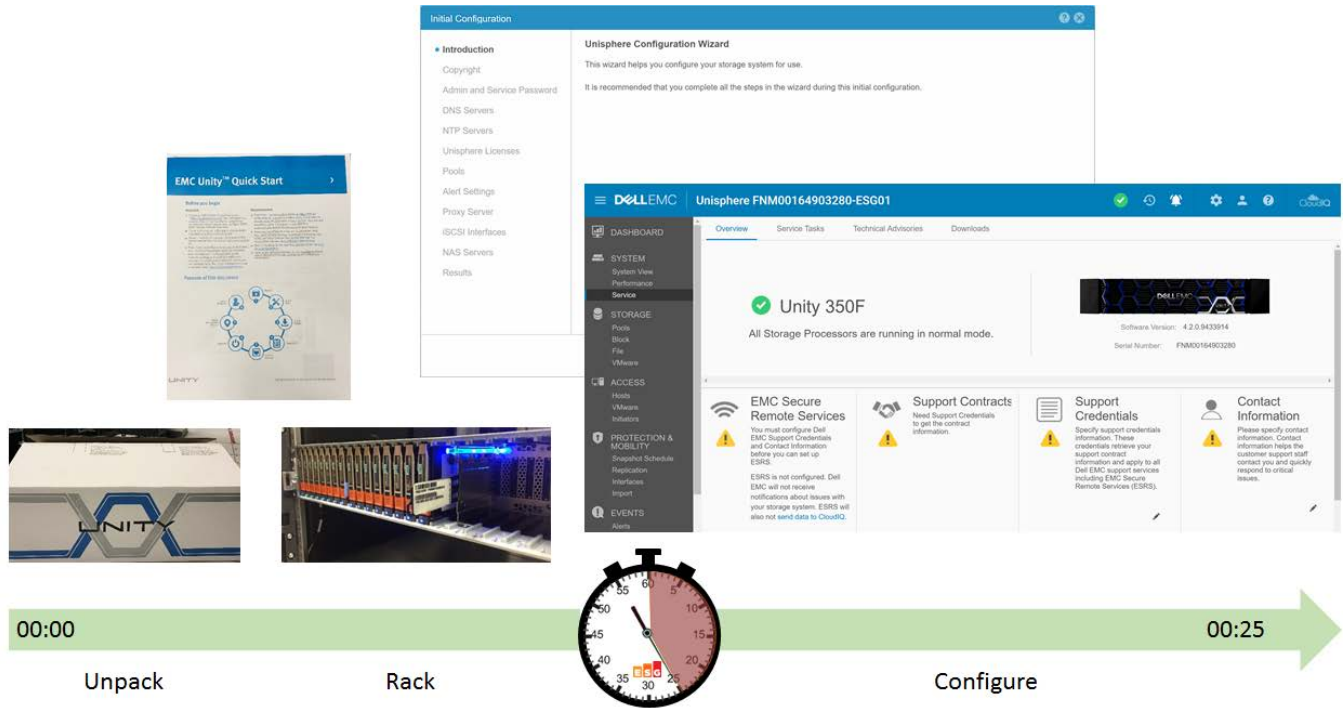 Initial Configuration
Introduction
Copyright
Admin and Service Password
DNS Servers
NTP Servers
Unisphere Licenses
Pools
Alert Settings
Proxy Server
iSCSI Interfaces
NAS Servers
Results
Unisphere Configuration Wizard
This wizard helps you configure your storage system for use.
It is recommended that you complete all the steps in the wizard during this initial configuration.
EMC Unity™ Quick Start
Before you begin
UNITY
UNITY
DELLEMC
Unisphere FNM00164903280-ESG01
CloudIQ
DASHBOARD
SYSTEM
System View
Performance
Service
STORAGE
Pools
Block
File
VMware
ACCESS
Hosts
VMware
Initiators
PROTECTION &
MOBILITY
Snapshot Schedule
Replication
Interfaces
Import
EVENTS
Alerts
Overview
Service Tasks
Technical Advisories
Downloads
Unity 350F
All Storage Processors are running in normal mode.
DELLEMC
Software Version: 4.2.0.9433914
Serial Number: FNM00164903280
EMC Secure
Remote Services
You must configure Dell
EMC Support Credentials
and Contact Information
before you can set up
ESRS.
ESRS is not configured. Dell
EMC will not receive
notifications about issues with
your storage system. ESRS will
also not send data to CloudIQ.
Support Contracts
Need Support Credentials
to get the contract
information.
Support
Credentials
Specify support credentials
information. These
credentials retrieve your
support contract
information and apply to all
Dell EMC support services
including EMC Secure
Remote Services (ESRS).
Contact
Information
Please specify contact
information. Contact
information helps the
customer support staff
contact you and quickly
respond to critical
issues.
60
5
10
15
20
25
30
35
40
45
50
55
ESG
00:00
00:25
Unpack
Rack
Configure